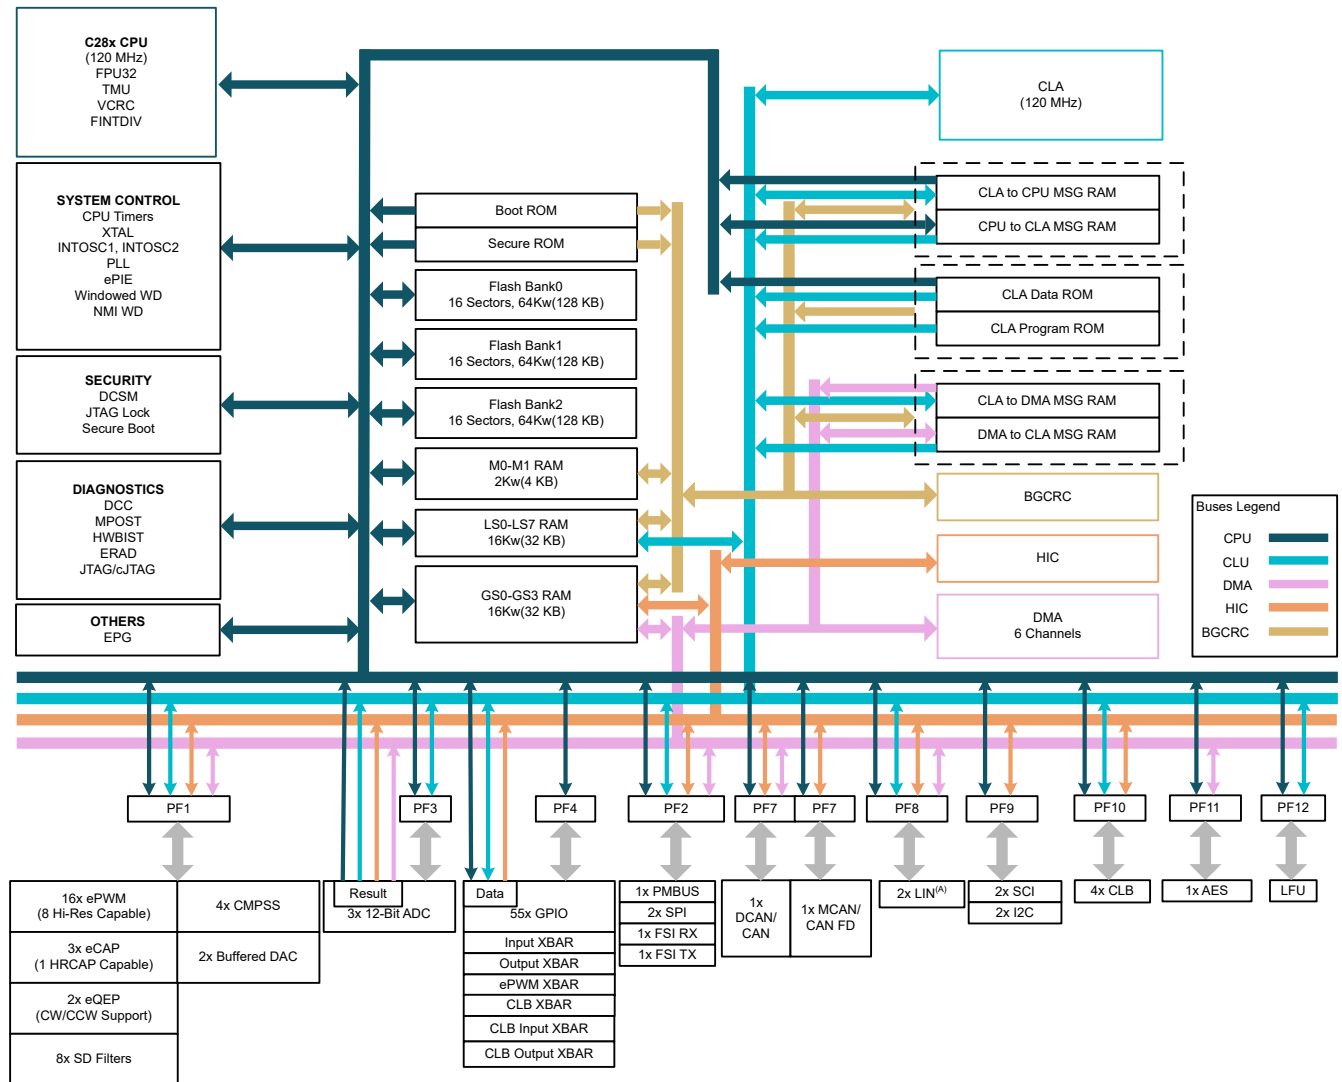 C28x CPU
(120 MHz)
FPU32
TMU
VCRC
FINTDIV
SYSTEM CONTROL
CPU Timers
XTAL
INTOSC1, INTOSC2
PLL
ePIE
Windowed WD
NMI WD
SECURITY
DCSM
JTAG Lock
Secure Boot
DIAGNOSTICS
DCC
MPOST
HWBIST
ERAD
JTAG/cJTAG
OTHERS
EPG
Boot ROM
Secure ROM
Flash Bank0
16 Sectors, 64Kw(128 KB)
Flash Bank1
16 Sectors, 64Kw(128 KB)
Flash Bank2
16 Sectors, 64Kw(128 KB)
M0-M1 RAM
2Kw(4 KB)
LS0-LS7 RAM
16Kw(32 KB)
GS0-GS3 RAM
16Kw(32 KB)
CLA
(120 MHz)
CLA to CPU MSG RAM
CPU to CLA MSG RAM
CLA Data ROM
CLA Program ROM
CLA to DMA MSG RAM
DMA to CLA MSG RAM
BGCRC
HIC
DMA
6 Channels
Buses Legend
CPU
CLU
DMA
HIC
BGCRC
PF1
PF3
PF4
PF2
PF7
PF7
PF8
PF9
PF10
PF11
PF12
16x ePWM
(8 Hi-Res Capable)
4x CMPSS
3x eCAP
(1 HRCAP Capable)
2x Buffered DAC
2x eQEP
(CW/CCW Support)
8x SD Filters
Result
3x 12-Bit ADC
Data
55x GPIO
Input XBAR
Output XBAR
ePWM XBAR
CLB XBAR
CLB Input XBAR
CLB Output XBAR
1x PMBUS
2x SPI
1x FSI RX
1x FSI TX
1x
DCAN/
CAN
1x MCAN/
CAN FD
2x LIN(A)
2x SCI
2x I2C
4x CLB
1x AES
LFU